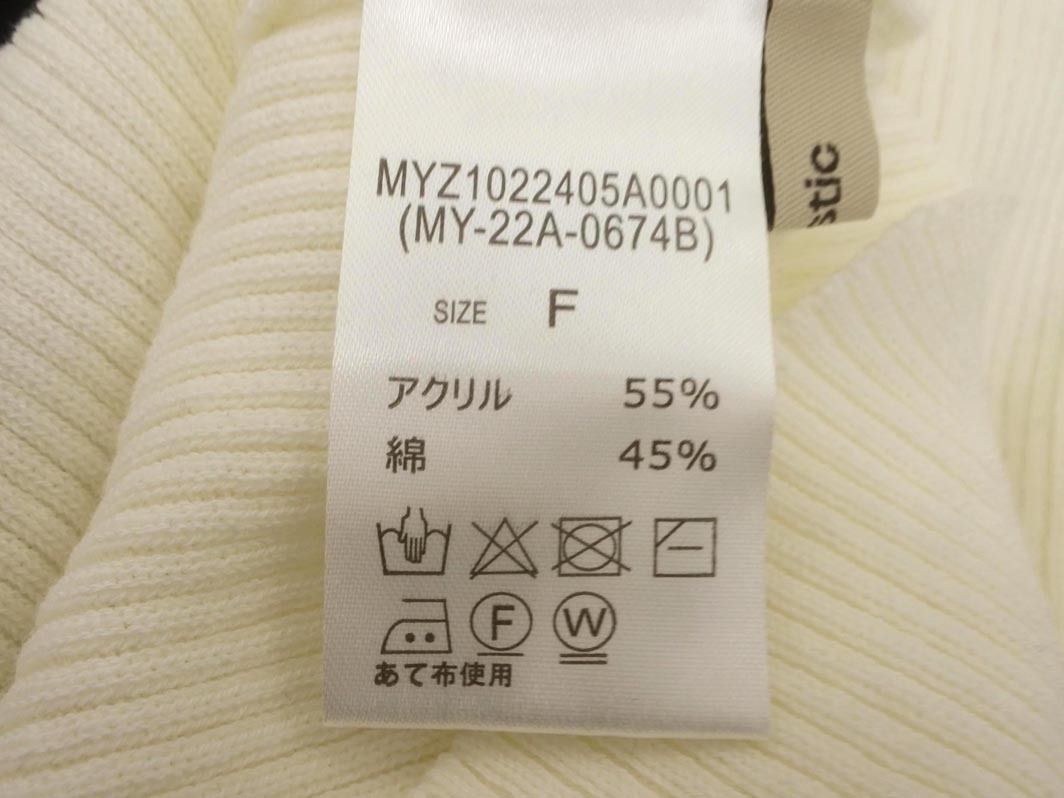 MYZ1022405A0001
(MY-22A-0674B)
SIZE F
アクリル 55%
綿 45%
F W
あて布使用
stic